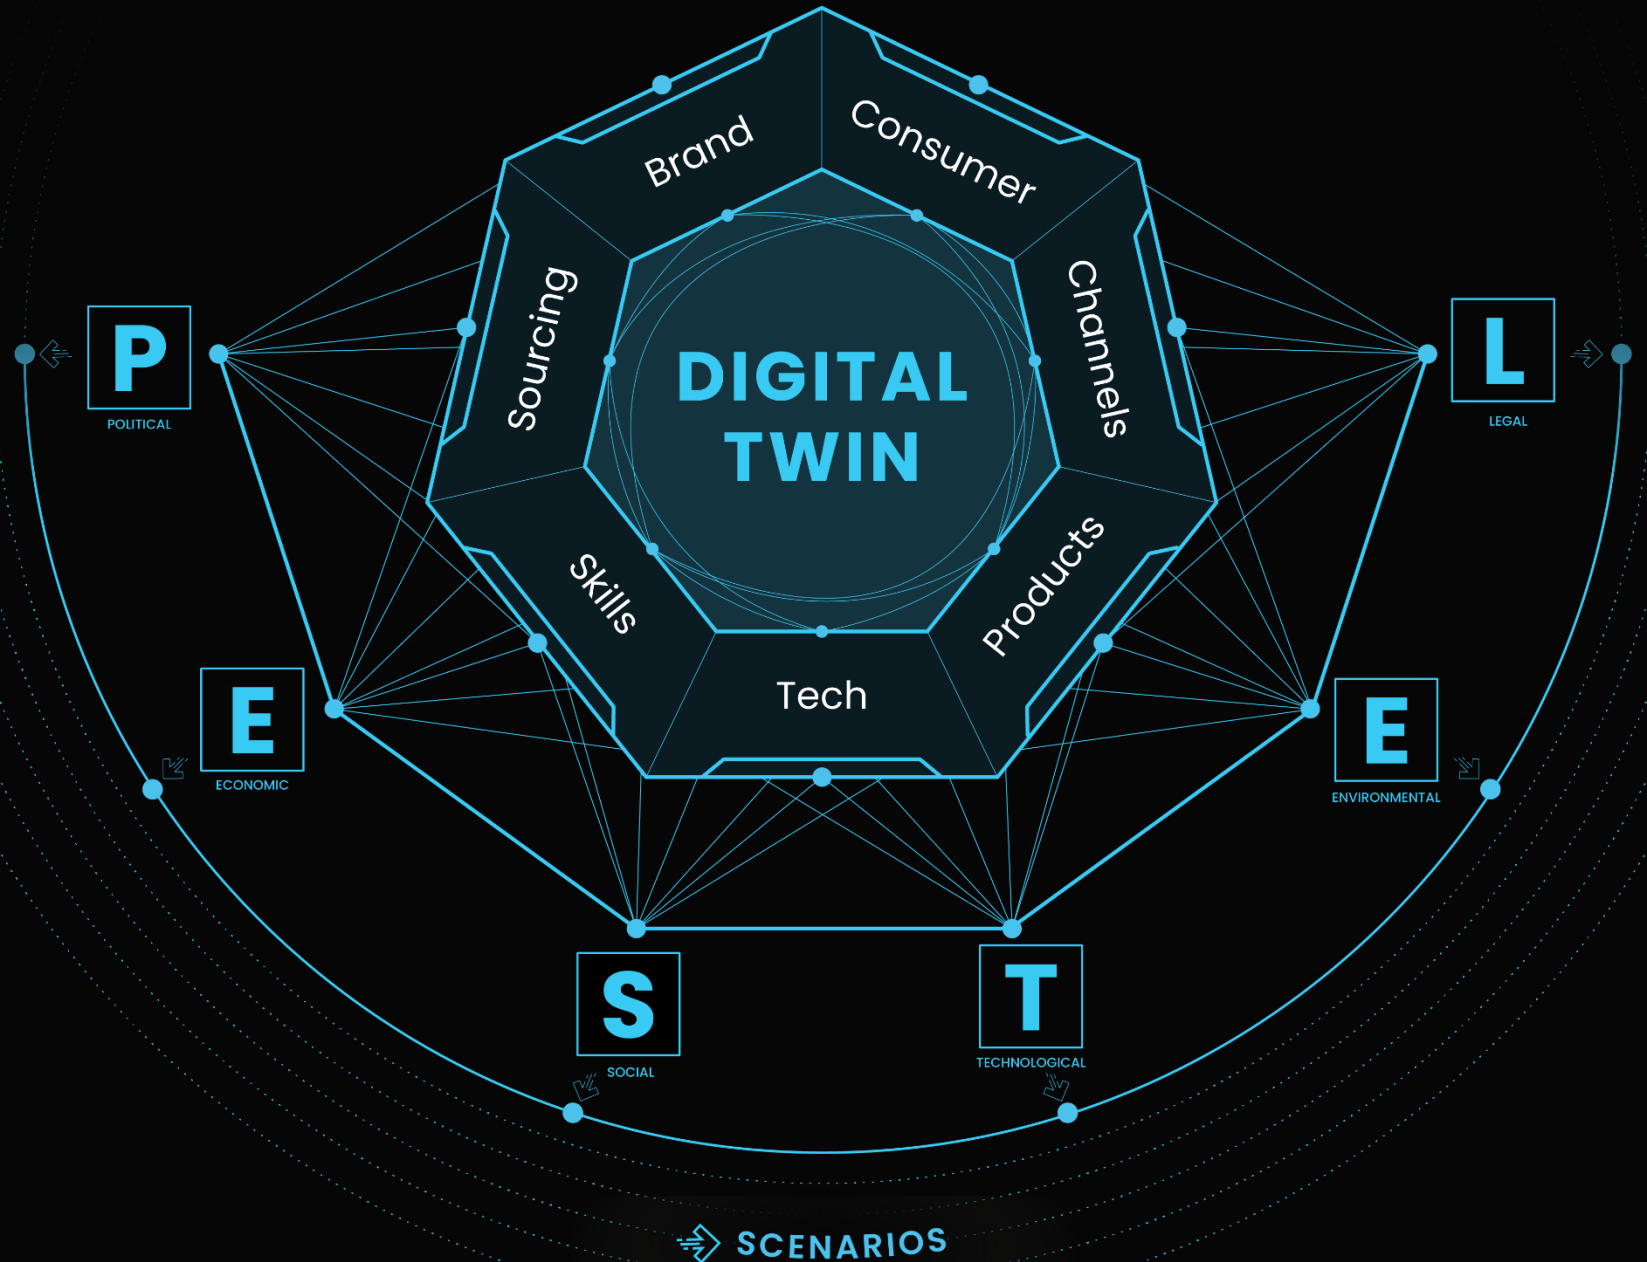 Brand
Consumer
Sourcing
Channels
DIGITAL
TWIN
Skills
Products
Tech
P
POLITICAL
L
LEGAL
E
ECONOMIC
E
ENVIRONMENTAL
S
SOCIAL
T
TECHNOLOGICAL
SCENARIOS